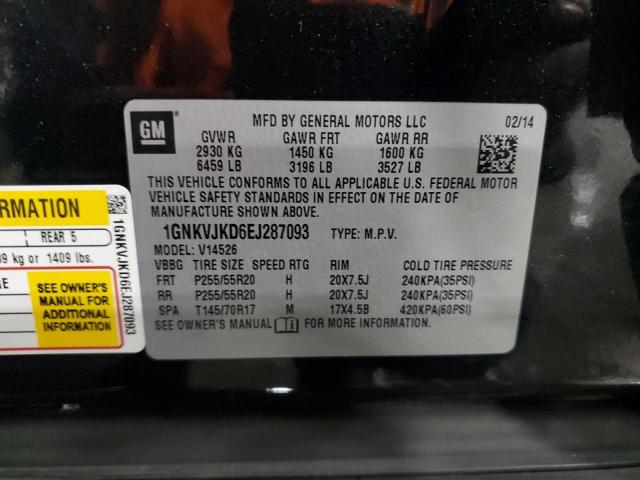 GM
MFD BY GENERAL MOTORS LLC 02/14
GVWR GAWR FRT GAWR RR
2930 KG 1450 KG 1600 KG
6459 LB 3196 LB 3527 LB
THIS VEHICLE CONFORMS TO ALL APPLICABLE U.S. FEDERAL MOTOR
VEHICLE SAFETY STANDARDS IN EFFECT ON THE DATE OF
MANUFACTURE SHOWN ABOVE.
1GNKVJKD6EJ287093 TYPE: M.P.V.
MODEL: V14526
VBBG TIRE SIZE SPEED RTG RIM COLD TIRE PRESSURE
FRT P255/55R20 H 20X7.5J 240KPA(35PSI)
RR P255/55R20 H 20X7.5J 240KPA(35PSI)
SPA T145/70R17 M 17X4.5B 420KPA(60PSI)
SEE OWNER'S MANUAL FOR MORE INFORMATION.
REAR 5
kg or 1409 lbs.
SEE OWNER'S
MANUAL FOR
ADDITIONAL
INFORMATION
1GNKVJKD6EJ287093